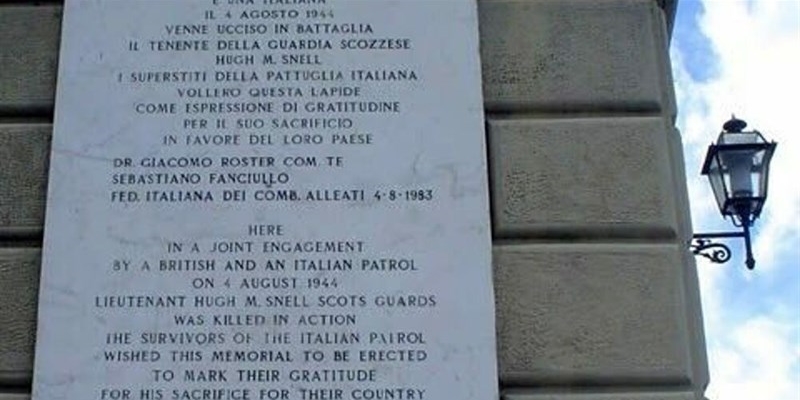 E UNA ITALIANA
IL 4 AGOSTO 1944
VENNE UCCISO IN BATTAGLIA
IL TENENTE DELLA GUARDIA SCOZZESE
HUGH M. SNELL
I SUPERSTITI DELLA PATTUGLIA ITALIANA
VOLLERO QUESTA LAPIDE
COME ESPRESSIONE DI GRATITUDINE
PER IL SUO SACRIFICIO
IN FAVORE DEL LORO PAESE
DR. GIACOMO ROSTER COM. TE
SEBASTIANO FANCIULLO
FED. ITALIANA DEI COMB. ALLEATI 4-8-1983
HERE
IN A JOINT ENGAGEMENT
BY A BRITISH AND AN ITALIAN PATROL
ON 4 AUGUST 1944
LIEUTENANT HUGH M. SNELL SCOTS GUARDS
WAS KILLED IN ACTION
THE SURVIVORS OF THE ITALIAN PATROL
WISHED THIS MEMORIAL TO BE ERECTED
TO MARK THEIR GRATITUDE
FOR HIS SACRIFICE FOR THEIR COUNTRY